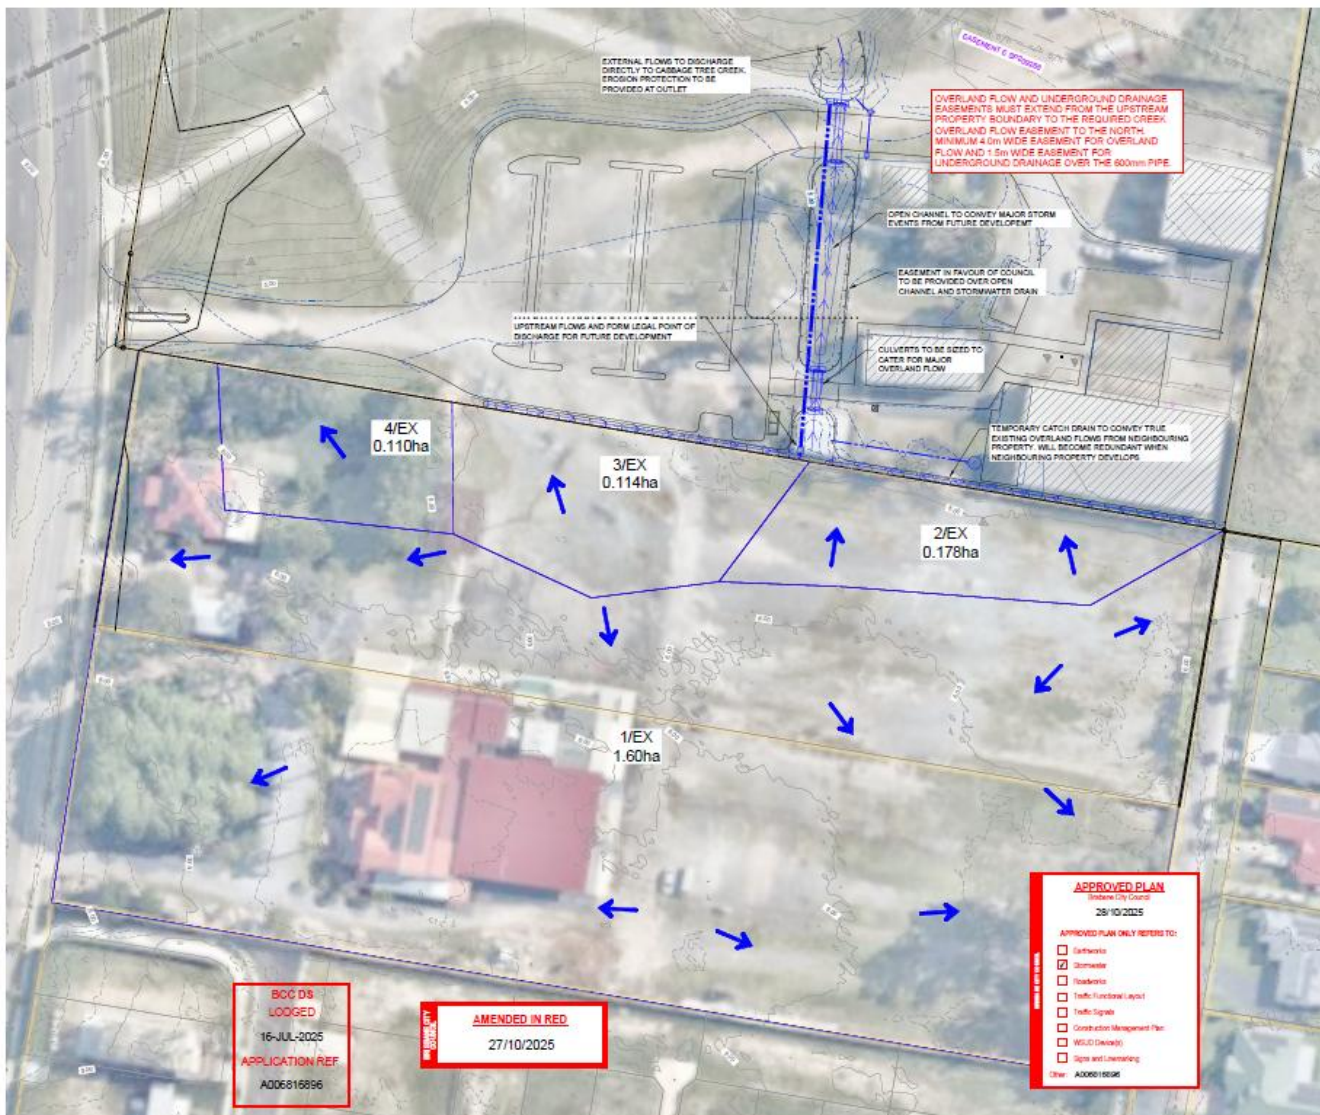 EXTERNAL FLOWS TO DISCHARGE
DIRECTLY TO CABBAGE TREE CREEK.
EROSION PROTECTION TO BE
PROVIDED AT OUTLET
OVERLAND FLOW AND UNDERGROUND DRAINAGE
EASEMENTS MUST EXTEND FROM THE UPSTREAM
PROPERTY BOUNDARY TO THE REQUIRED CREEK
OVERLAND FLOW EASEMENT TO THE NORTH.
MINIMUM 4.0m WIDE EASEMENT FOR OVERLAND
FLOW AND 1.5m WIDE EASEMENT FOR
UNDERGROUND DRAINAGE OVER THE 600mm PIPE.
OPEN CHANNEL TO CONVEY MAJOR STORM
EVENTS FROM FUTURE DEVELOPEMT
EASEMENT IN FAVOUR OF COUNCIL
TO BE PROVIDED OVER OPEN
CHANNEL AND STORMWATER DRAIN
UPSTREAM FLOWS AND FORM LEGAL POINT OF
DISCHARGE FOR FUTURE DEVELOPMENT
CULVERTS TO BE SIZED TO
CATER FOR MAJOR
OVERLAND FLOW
TEMPORARY CATCH DRAIN TO CONVEY TRUE
EXISTING OVERLAND FLOWS FROM NEIGHBOURING
PROPERTY. WILL BECOME REDUNDANT WHEN
NEIGHBOURING PROPERTY DEVELOPS
4/EX
0.110ha
3/EX
0.114ha
2/EX
0.178ha
1/EX
1.60ha
BCC DS
LODGED
16-JUL-2025
APPLICATION REF
A006816896
BRISBANE CITY
COUNCIL
AMENDED IN RED
27/10/2025
BRISBANE CITY COUNCIL
APPROVED PLAN
Brisbane City Council
28/10/2025
APPROVED PLAN ONLY REFERS TO:
Earthworks
Stormwater
Roadworks
Traffic Functional Layout
Traffic Signals
Construction Management Plan
WSUD Device(s)
Signs and Linemarking
Other: A006816896